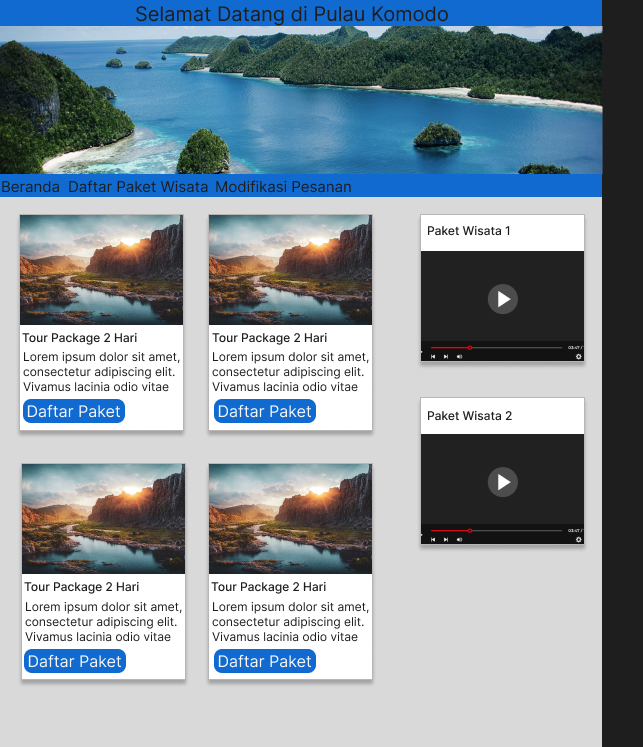 Selamat Datang di Pulau Komodo
Beranda Daftar Paket Wisata Modifikasi Pesanan
Tour Package 2 Hari
Lorem ipsum dolor sit amet,
consectetur adipiscing elit.
Vivamus lacinia odio vitae
Daftar Paket
Tour Package 2 Hari
Lorem ipsum dolor sit amet,
consectetur adipiscing elit.
Vivamus lacinia odio vitae
Daftar Paket
Paket Wisata 1
Paket Wisata 2
Tour Package 2 Hari
Lorem ipsum dolor sit amet,
consectetur adipiscing elit.
Vivamus lacinia odio vitae
Daftar Paket
Tour Package 2 Hari
Lorem ipsum dolor sit amet,
consectetur adipiscing elit.
Vivamus lacinia odio vitae
Daftar Paket